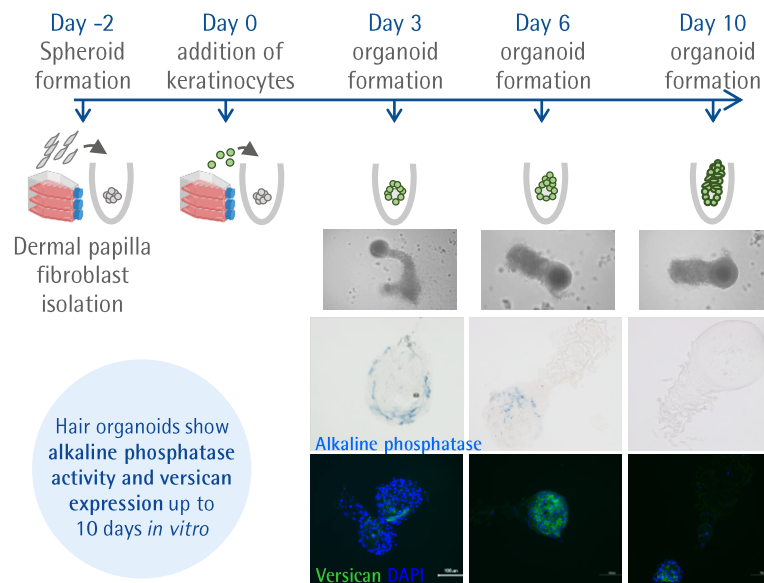 Day -2
Spheroid
formation
Day 0
addition of
keratinocytes
Day 3
organoid
formation
Day 6
organoid
formation
Day 10
organoid
formation
Dermal papilla
fibroblast
isolation
Hair organoids show
alkaline phosphatase
activity and versican
expression up to
10 days in vitro
Alkaline phosphatase
Versican DAPI